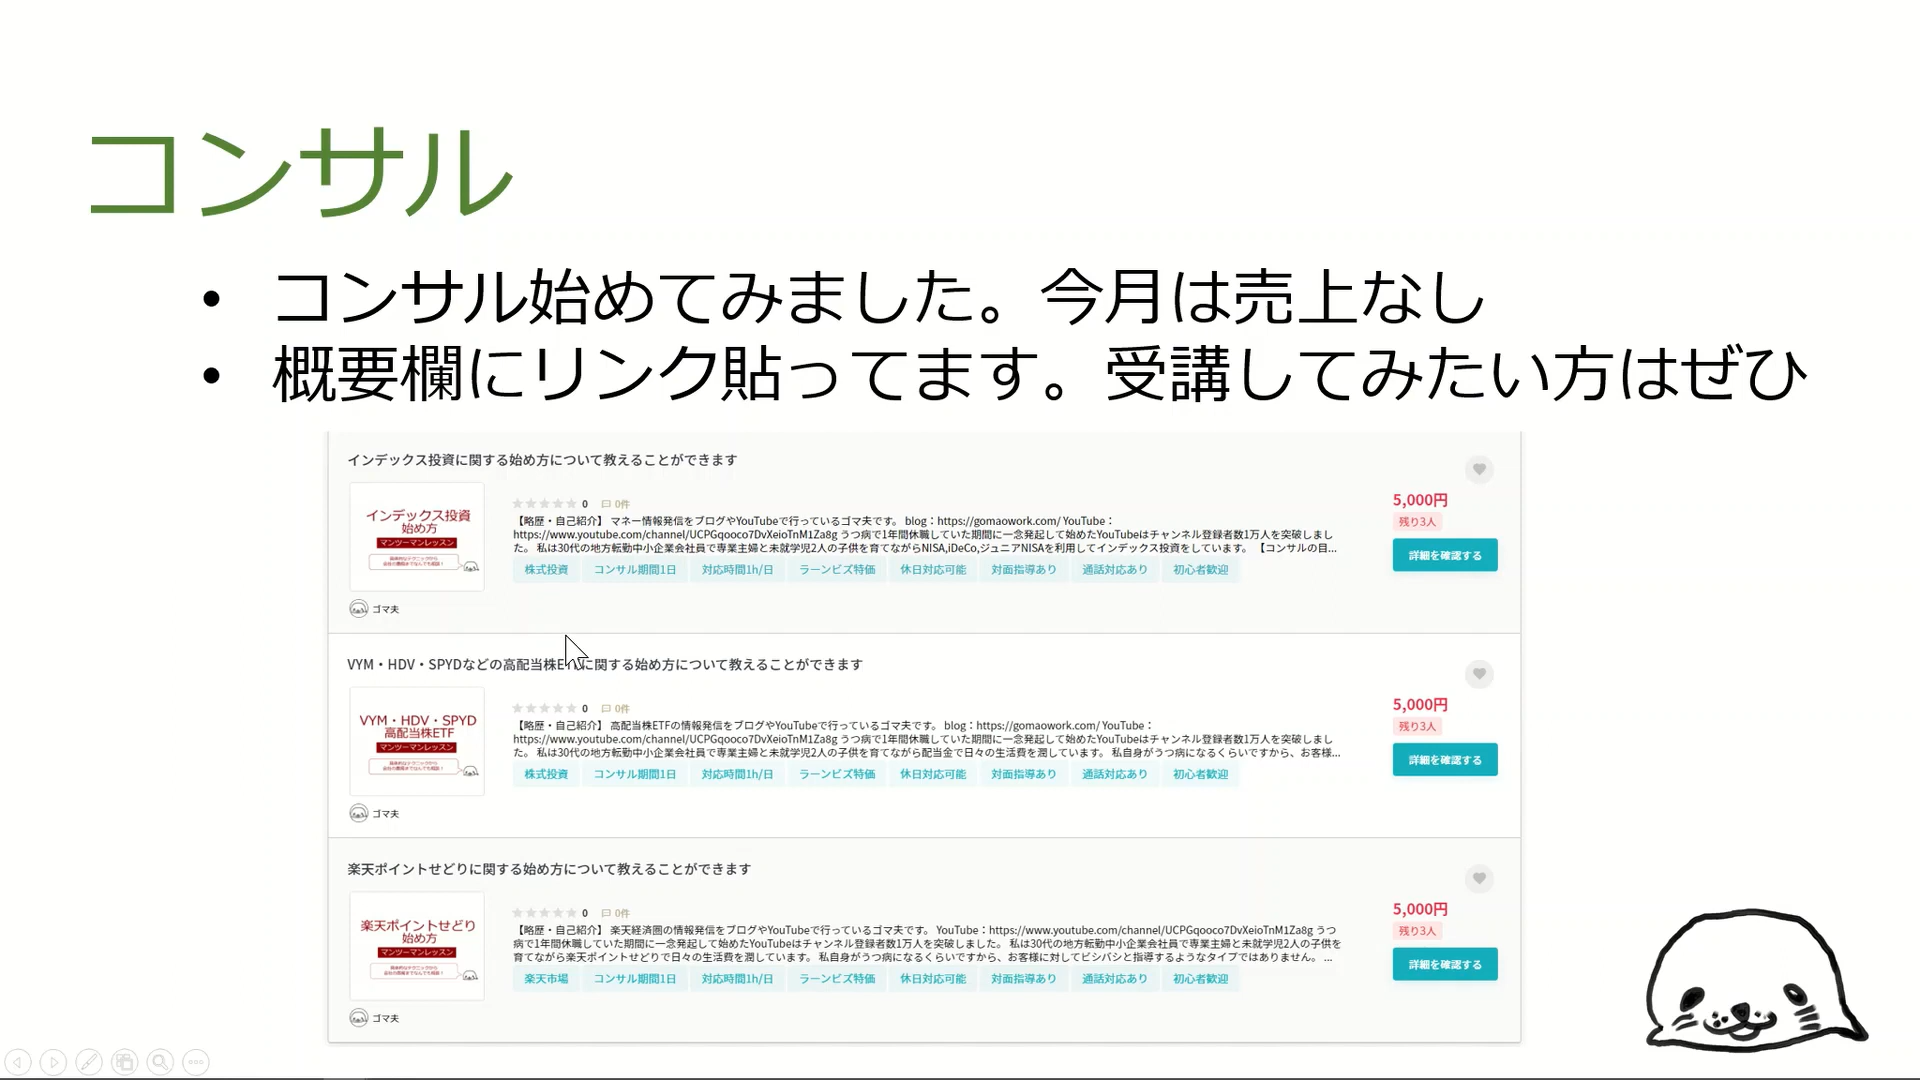 コンサル
• コンサル始めてみました。今月は売上なし
• 概要欄にリンク貼ってます。受講してみたい方はぜひ
インデックス投資に関する始め方について教えることができます
インデックス投資
始め方
マンツーマンレッスン
0 0件
【略歴・自己紹介】 マネー情報発信をブログやYouTubeで行っているゴマ夫です。 blog：https://gomaowork.com/ YouTube：
https://www.youtube.com/channel/UCPGqooco7DvXeioTnM1Za8g うつ病で1年間休職していた期間に一念発起して始めたYouTubeはチャンネル登録者数1万人を突破しまし
た。 私は30代の地方転勤中小企業会社員で専業主婦と未就学児2人の子供を育てながらNISA,iDeCo,ジュニアNISAを利用してインデックス投資をしています。 【コンサルの目...
株式投資 コンサル期間1日 対応時間1h/日 ラーンビズ特価 休日対応可能 対面指導あり 通話対応あり 初心者歓迎
5,000円
残り3人
詳細を確認する
ゴマ夫
VYM・HDV・SPYDなどの高配当株ETFに関する始め方について教えることができます
VYM・HDV・SPYD
高配当株ETF
マンツーマンレッスン
0 0件
【略歴・自己紹介】 高配当株ETFの情報発信をブログやYouTubeで行っているゴマ夫です。 blog：https://gomaowork.com/ YouTube：
https://www.youtube.com/channel/UCPGqooco7DvXeioTnM1Za8g うつ病で1年間休職していた期間に一念発起して始めたYouTubeはチャンネル登録者数1万人を突破しまし
た。 私は30代の地方転勤中小企業会社員で専業主婦と未就学児2人の子供を育てながら配当金で日々の生活費を潤しています。 私自身がうつ病になるくらいですから、お客様...
株式投資 コンサル期間1日 対応時間1h/日 ラーンビズ特価 休日対応可能 対面指導あり 通話対応あり 初心者歓迎
5,000円
残り3人
詳細を確認する
ゴマ夫
楽天ポイントせどりに関する始め方について教えることができます
楽天ポイントせどり
始め方
マンツーマンレッスン
0 0件
【略歴・自己紹介】 楽天経済圏の情報発信をブログやYouTubeで行っているゴマ夫です。 YouTube：https://www.youtube.com/channel/UCPGqooco7DvXeioTnM1Za8g うつ
病で1年間休職していた期間に一念発起して始めたYouTubeはチャンネル登録者数1万人を突破しました。 私は30代の地方転勤中小企業会社員で専業主婦と未就学児2人の子供を
育てながら楽天ポイントせどりで日々の生活費を潤しています。 私自身がうつ病になるくらいですから、お客様に対してビシバシと指導するようなタイプではありません。 ...
楽天市場 コンサル期間1日 対応時間1h/日 ラーンビズ特価 休日対応可能 対面指導あり 通話対応あり 初心者歓迎
5,000円
残り3人
詳細を確認する
ゴマ夫